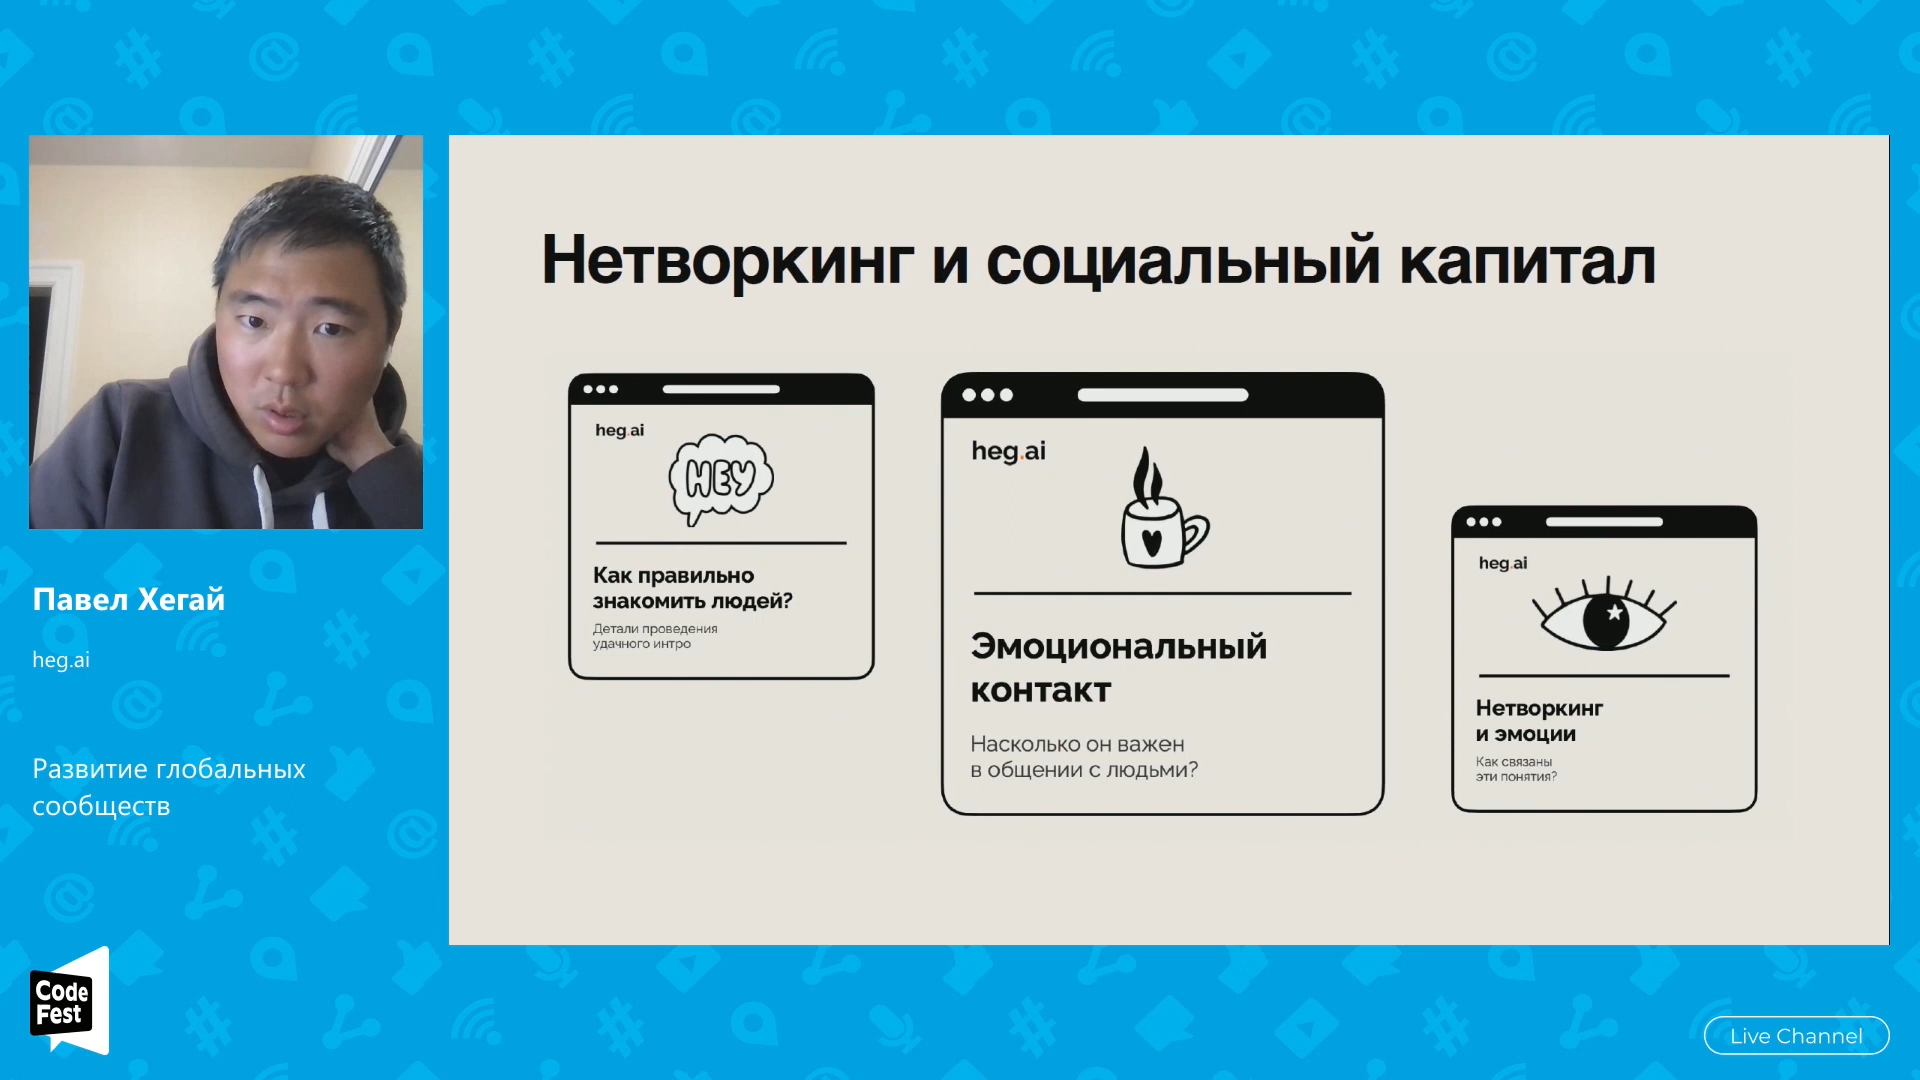 Нетворкинг и социальный капитал
heg.ai
HEY
Как правильно
знакомить людей?
Детали проведения
удачного интро
heg.ai
Эмоциональный
контакт
Насколько он важен
в общении с людьми?
heg.ai
Нетворкинг
и эмоции
Как связаны
эти понятия?
Павел Хегай
heg.ai
Развитие глобальных
сообществ
Code
Fest
Live Channel